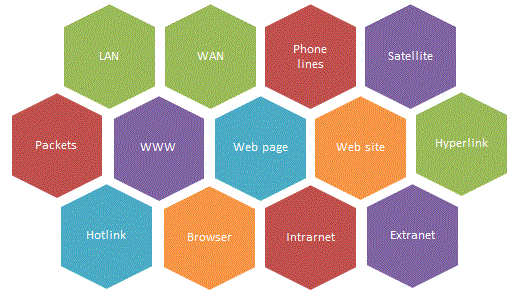 LAN
WAN
Phone
lines
Satellite
Packets
WWW
Web page
Web site
Hyperlink
Hotlink
Browser
Intrarnet
Extranet